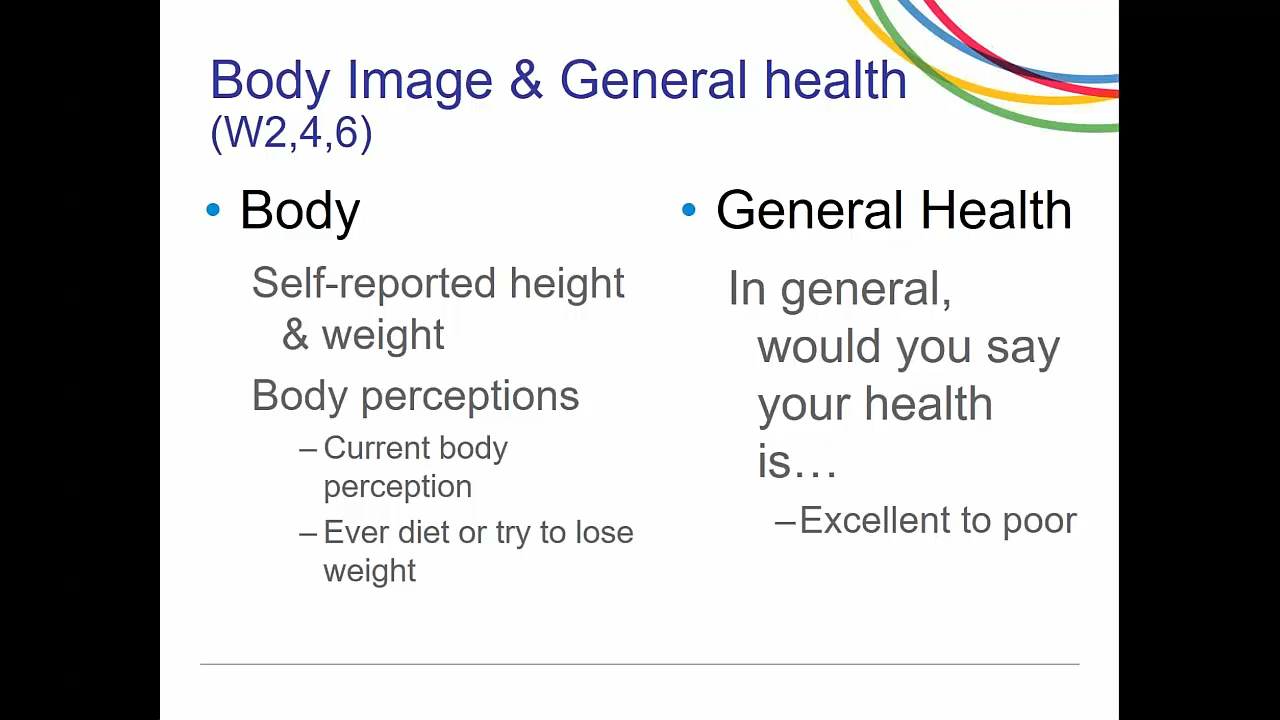 Body Image & General health
(W2,4,6)
• Body
Self-reported height
& weight
Body perceptions
– Current body
perception
– Ever diet or try to lose
weight
• General Health
In general,
would you say
your health
is…
–Excellent to poor